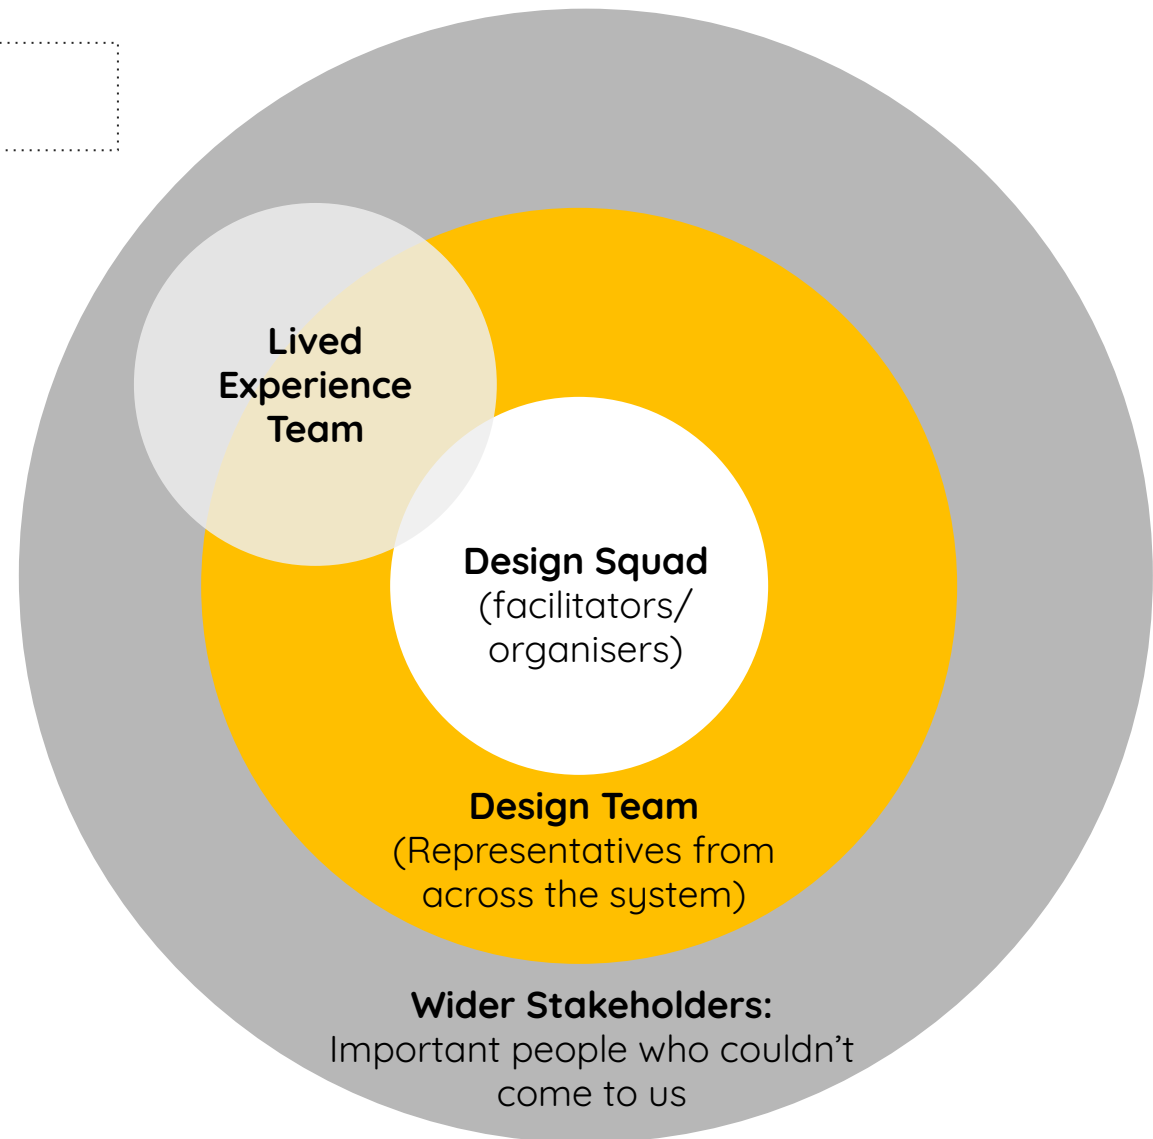 Lived
Experience
Team
Design Squad
(facilitators/
organisers)
Design Team
(Representatives from
across the system)
Wider Stakeholders:
Important people who couldn’t
come to us